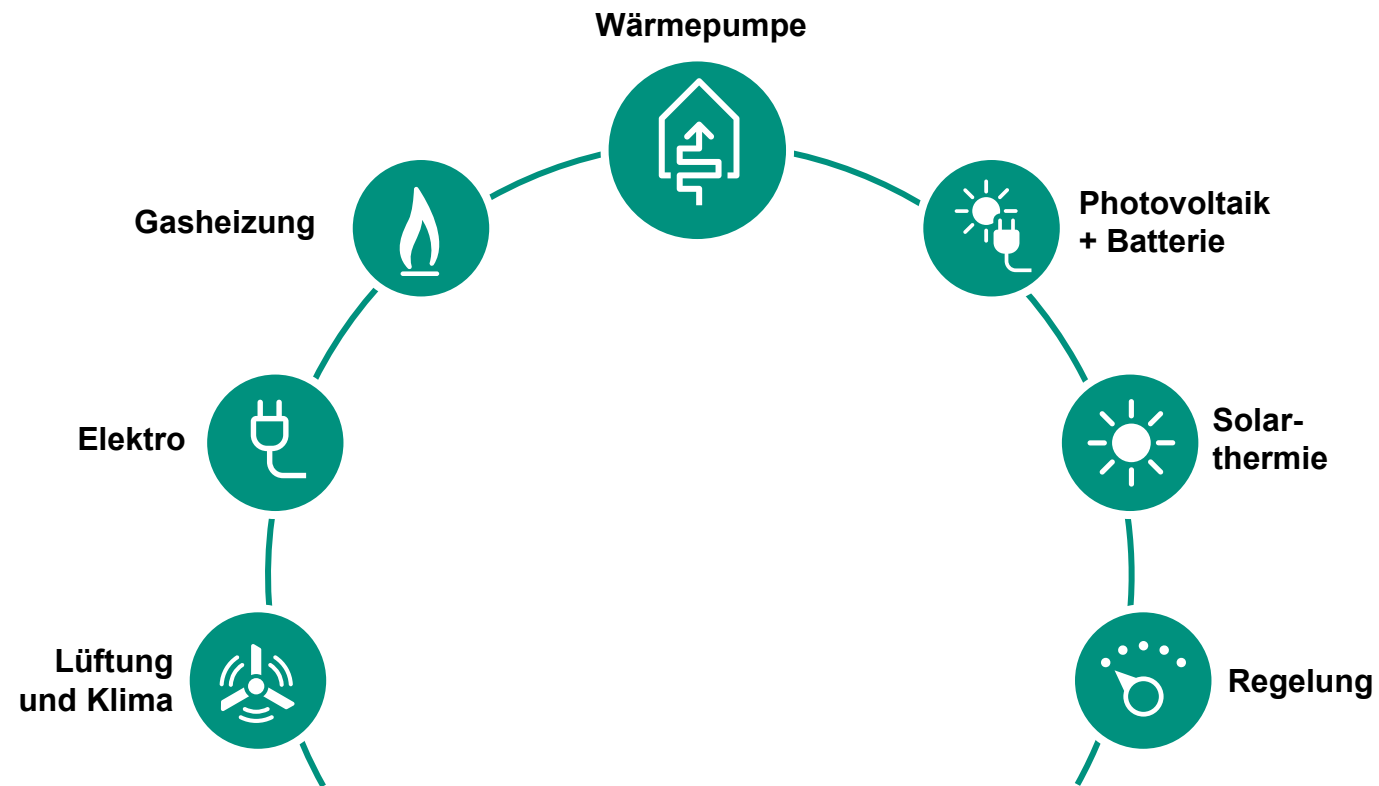 Wärmepumpe
Gasheizung
Photovoltaik
+ Batterie
Elektro
Solar-
thermie
Lüftung
und Klima
Regelung